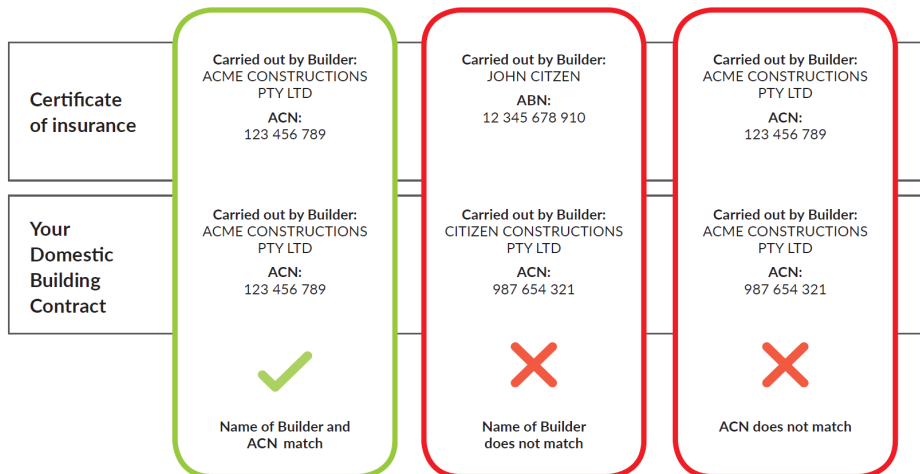 Certificate
of insurance
Carried out by Builder:
ACME CONSTRUCTIONS
PTY LTD
ACN:
123 456 789
Carried out by Builder:
JOHN CITZEN
ABN:
12 345 678 910
Carried out by Builder:
ACME CONSTRUCTIONS
PTY LTD
ACN:
123 456 789
Your
Domestic
Building
Contract
Carried out by Builder:
ACME CONSTRUCTIONS
PTY LTD
ACN:
123 456 789
Carried out by Builder:
CITIZEN CONSTRUCTIONS
PTY LTD
ACN:
987 654 321
Carried out by Builder:
ACME CONSTRUCTIONS
PTY LTD
ACN:
987 654 321
Name of Builder and
ACN match
Name of Builder
does not match
ACN does not match